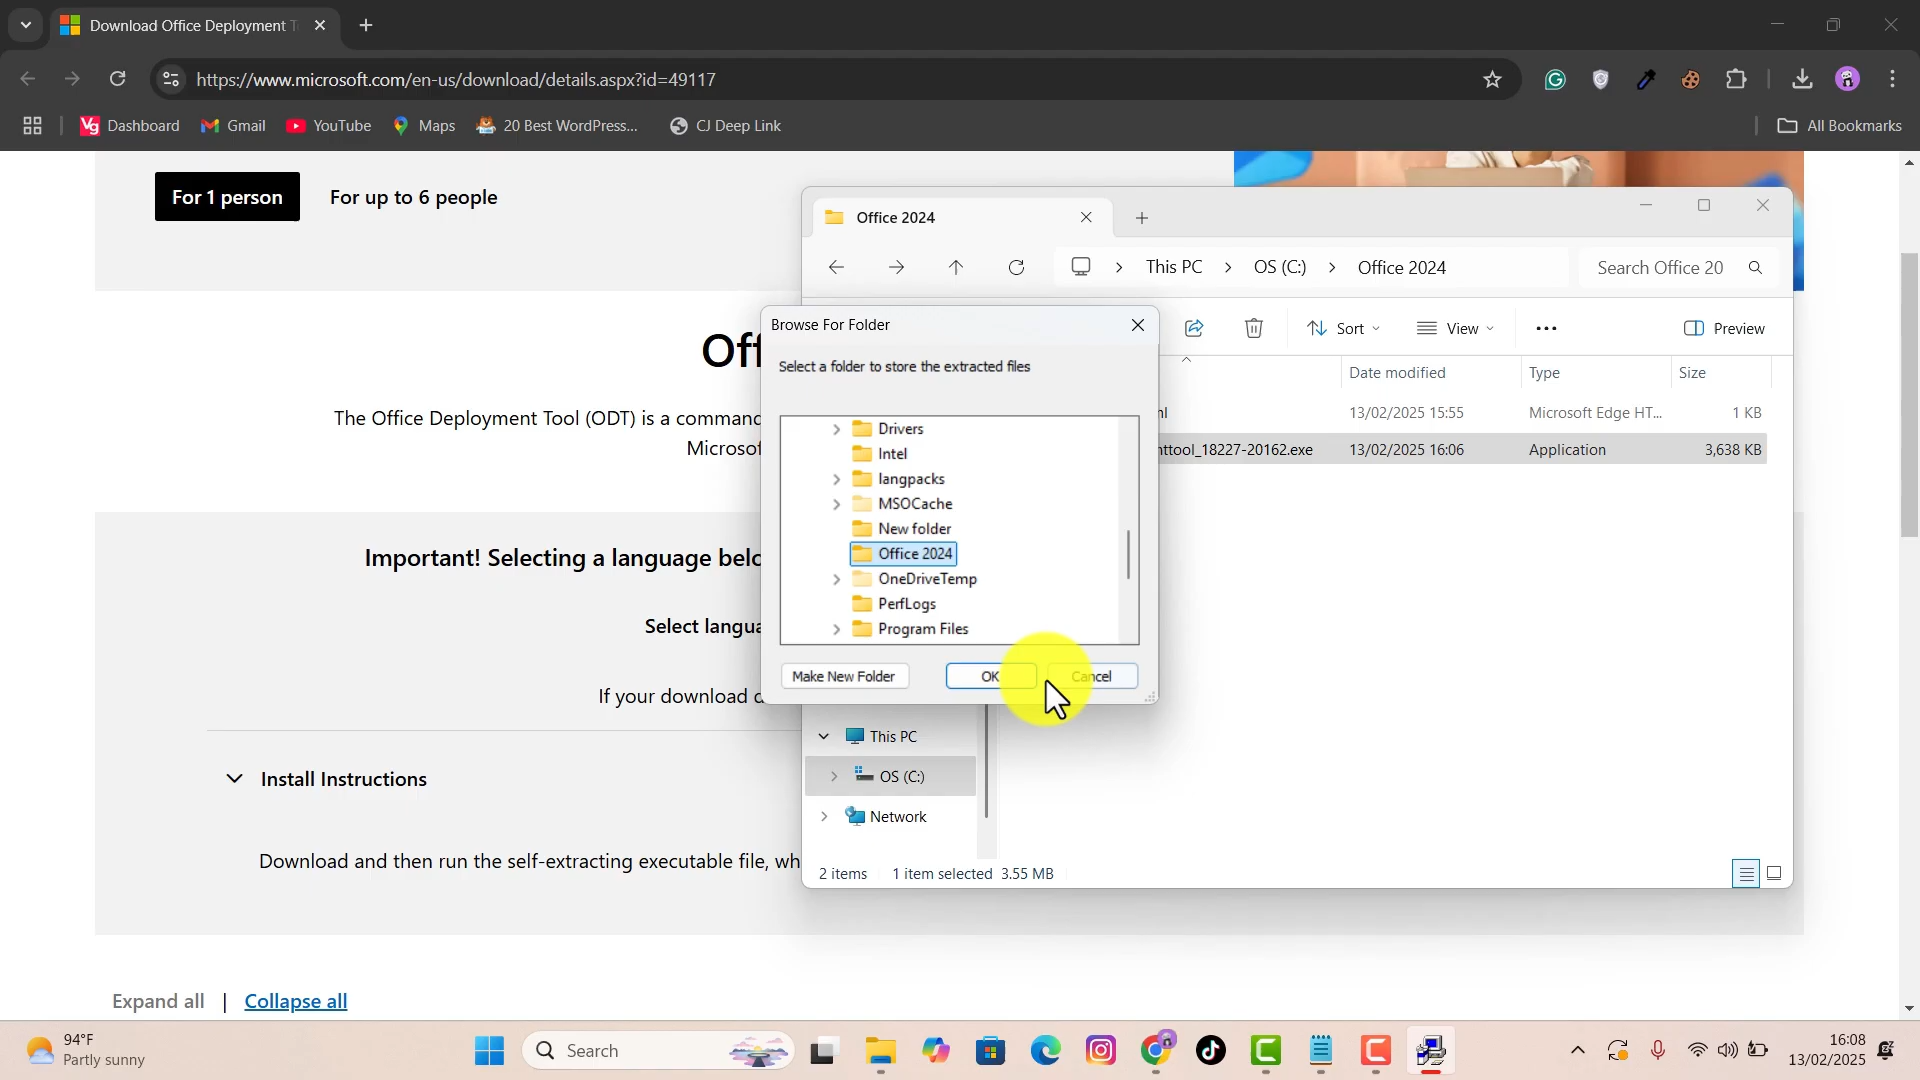 Download Office Deployment T
https://www.microsoft.com/en-us/download/details.aspx?id=49117
Dashboard
Gmail
YouTube
Maps
20 Best WordPress...
CJ Deep Link
All Bookmarks
For 1 person
For up to 6 people
Office 2024
This PC
OS (C:)
Office 2024
Search Office 20
Browse For Folder
Sort
View
Preview
Select a folder to store the extracted files
Off
Date modified
Type
Size
The Office Deployment Tool (ODT) is a command
Microsof
ml
13/02/2025 15:55
Microsoft Edge HT...
1 KB
nttool_18227-20162.exe
13/02/2025 16:06
Application
3,638 KB
Drivers
Intel
langpacks
MSOCache
New folder
Office 2024
OneDriveTemp
PerfLogs
Program Files
Important! Selecting a language belo
Select langua
Make New Folder
OK
Cancel
If your download d
This PC
OS (C:)
Network
Install Instructions
Download and then run the self-extracting executable file, wh
2 items
1 item selected 3.55 MB
Expand all | Collapse all
94°F
Partly sunny
Search
16:08
13/02/2025